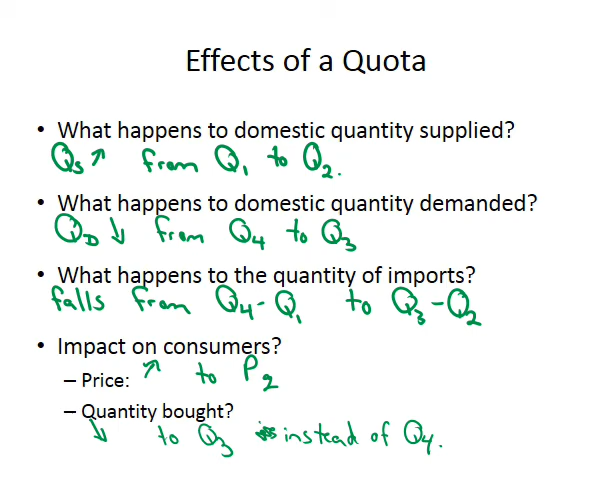 Effects of a Quota
• What happens to domestic quantity supplied?
Qs ↑ from Q1 to Q2.
• What happens to domestic quantity demanded?
QD ↓ from Q4 to Q3
• What happens to the quantity of imports?
falls from Q4-Q1 to Q3-Q2
• Impact on consumers?
– Price: ↑ to P2
– Quantity bought?
↓ to Q3 instead of Q4.